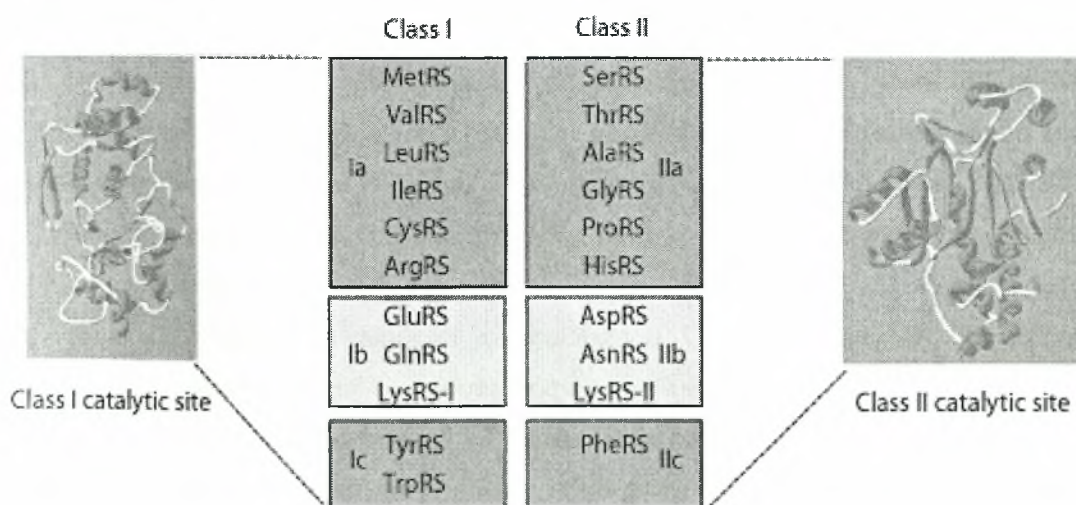 Class I Class II
MetRS SerRS
ValRS ThrRS
Ia LeuRS AlaRS IIa
IleRS GlyRS
CysRS ProRS
ArgRS HisRS
GluRS AspRS
Ib GlnRS AsnRS IIb
LysRS-I LysRS-II
Class I catalytic site Class II catalytic site
Ic TyrRS PheRS IIc
TrpRS